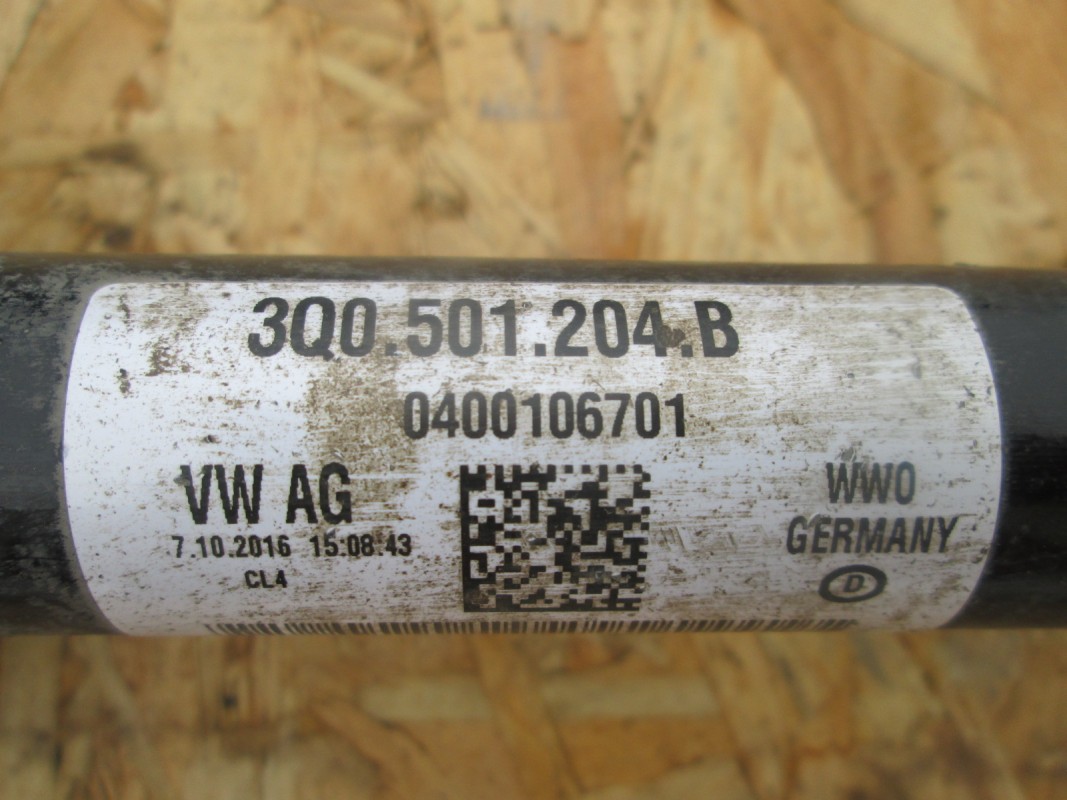 3Q0.501.204.B
0400106701
VW AG
7.10.2016 15:08:43
CL4
WWO
GERMANY
D